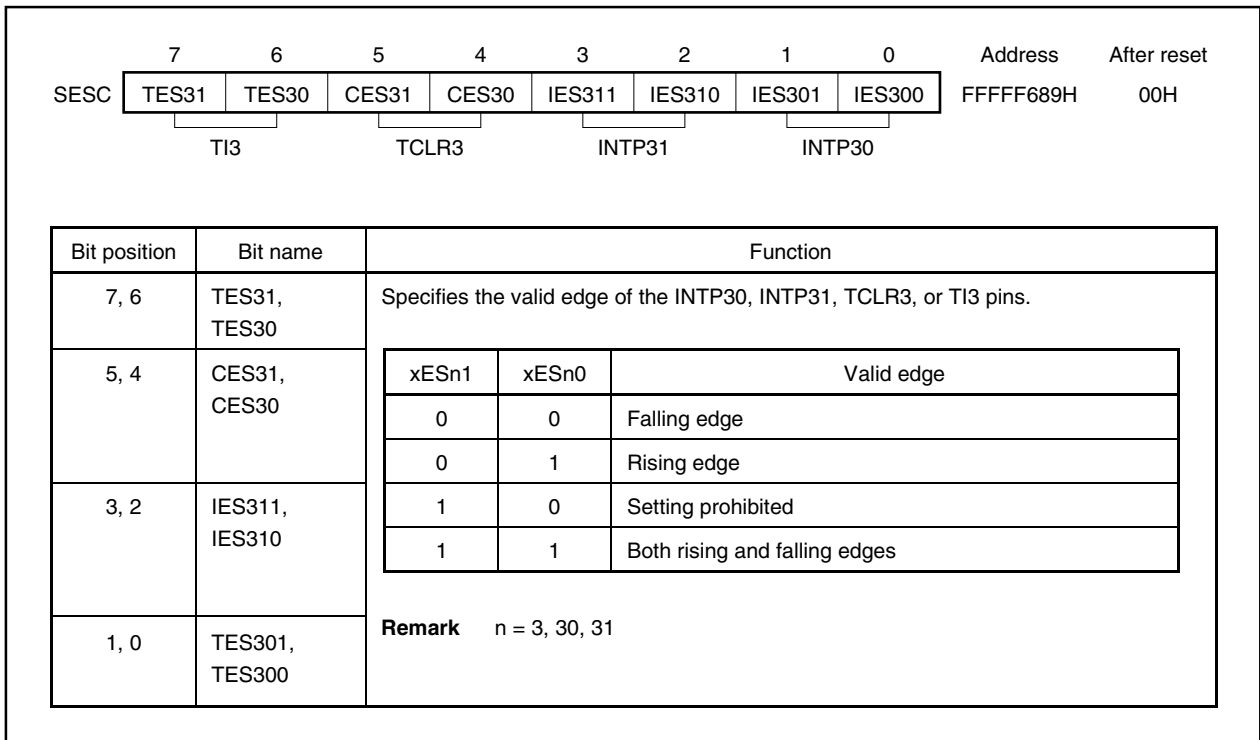 7 6 5 4 3 2 1 0 Address After reset
SESC TES31 TES30 CES31 CES30 IES311 IES310 IES301 IES300 FFFFF689H 00H
TI3 TCLR3 INTP31 INTP30
Bit position Bit name Function
7, 6 TES31, Specifies the valid edge of the INTP30, INTP31, TCLR3, or TI3 pins.
TES30
5, 4 CES31, xESn1 xESn0 Valid edge
CES30
0 0 Falling edge
0 1 Rising edge
3, 2 IES311, 1 0 Setting prohibited
IES310
1 1 Both rising and falling edges
1, 0 TES301, Remark n = 3, 30, 31
TES300